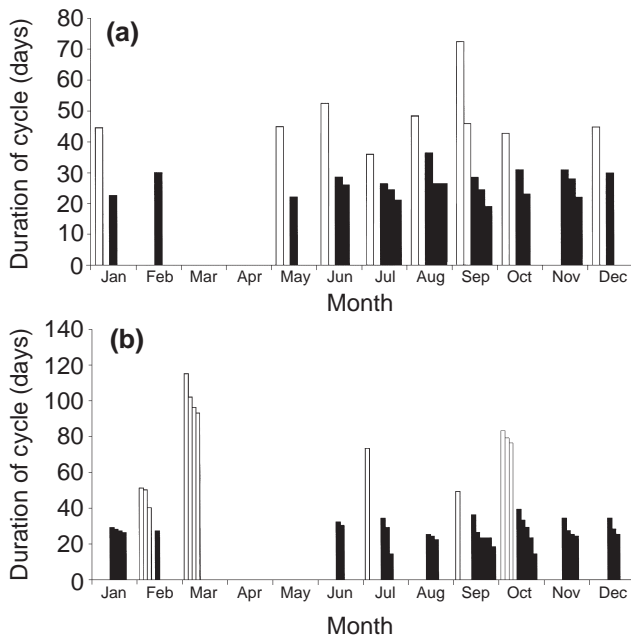 (a)
Duration of cycle (days)
80
70
60
50
40
30
20
10
0
Jan Feb Mar Apr May Jun Jul Aug Sep Oct Nov Dec
Month
(b)
Duration of cycle (days)
140
120
100
80
60
40
20
0
Jan Feb Mar Apr May Jun Jul Aug Sep Oct Nov Dec
Month